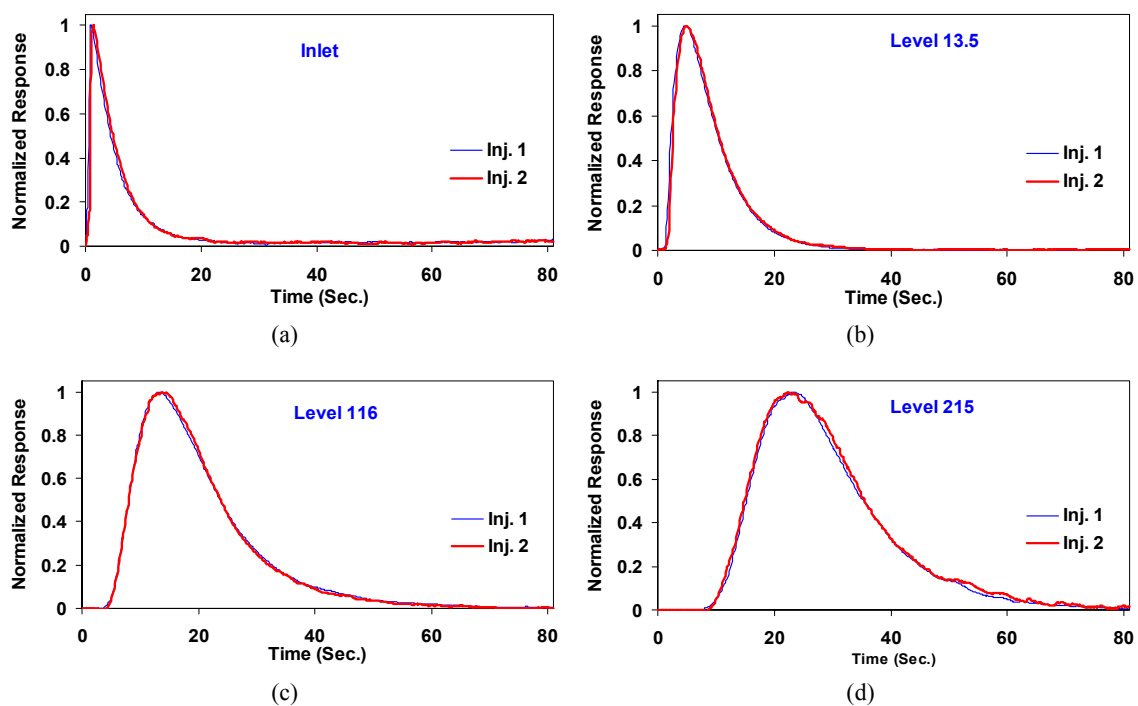 Inlet
Normalized Response
1
0.8
0.6
0.4
0.2
0
Inj. 1
Inj. 2
0 20 40 60 80
Time (Sec.)
(a)
Level 13.5
Normalized Response
1
0.8
0.6
0.4
0.2
0
Inj. 1
Inj. 2
0 20 40 60 80
Time (Sec.)
(b)
Level 116
Normalized Response
1
0.8
0.6
0.4
0.2
0
Inj. 1
Inj. 2
0 20 40 60 80
Time (Sec.)
(c)
Level 215
Normalized Response
1
0.8
0.6
0.4
0.2
0
Inj. 1
Inj. 2
0 20 40 60 80
Time (Sec.)
(d)